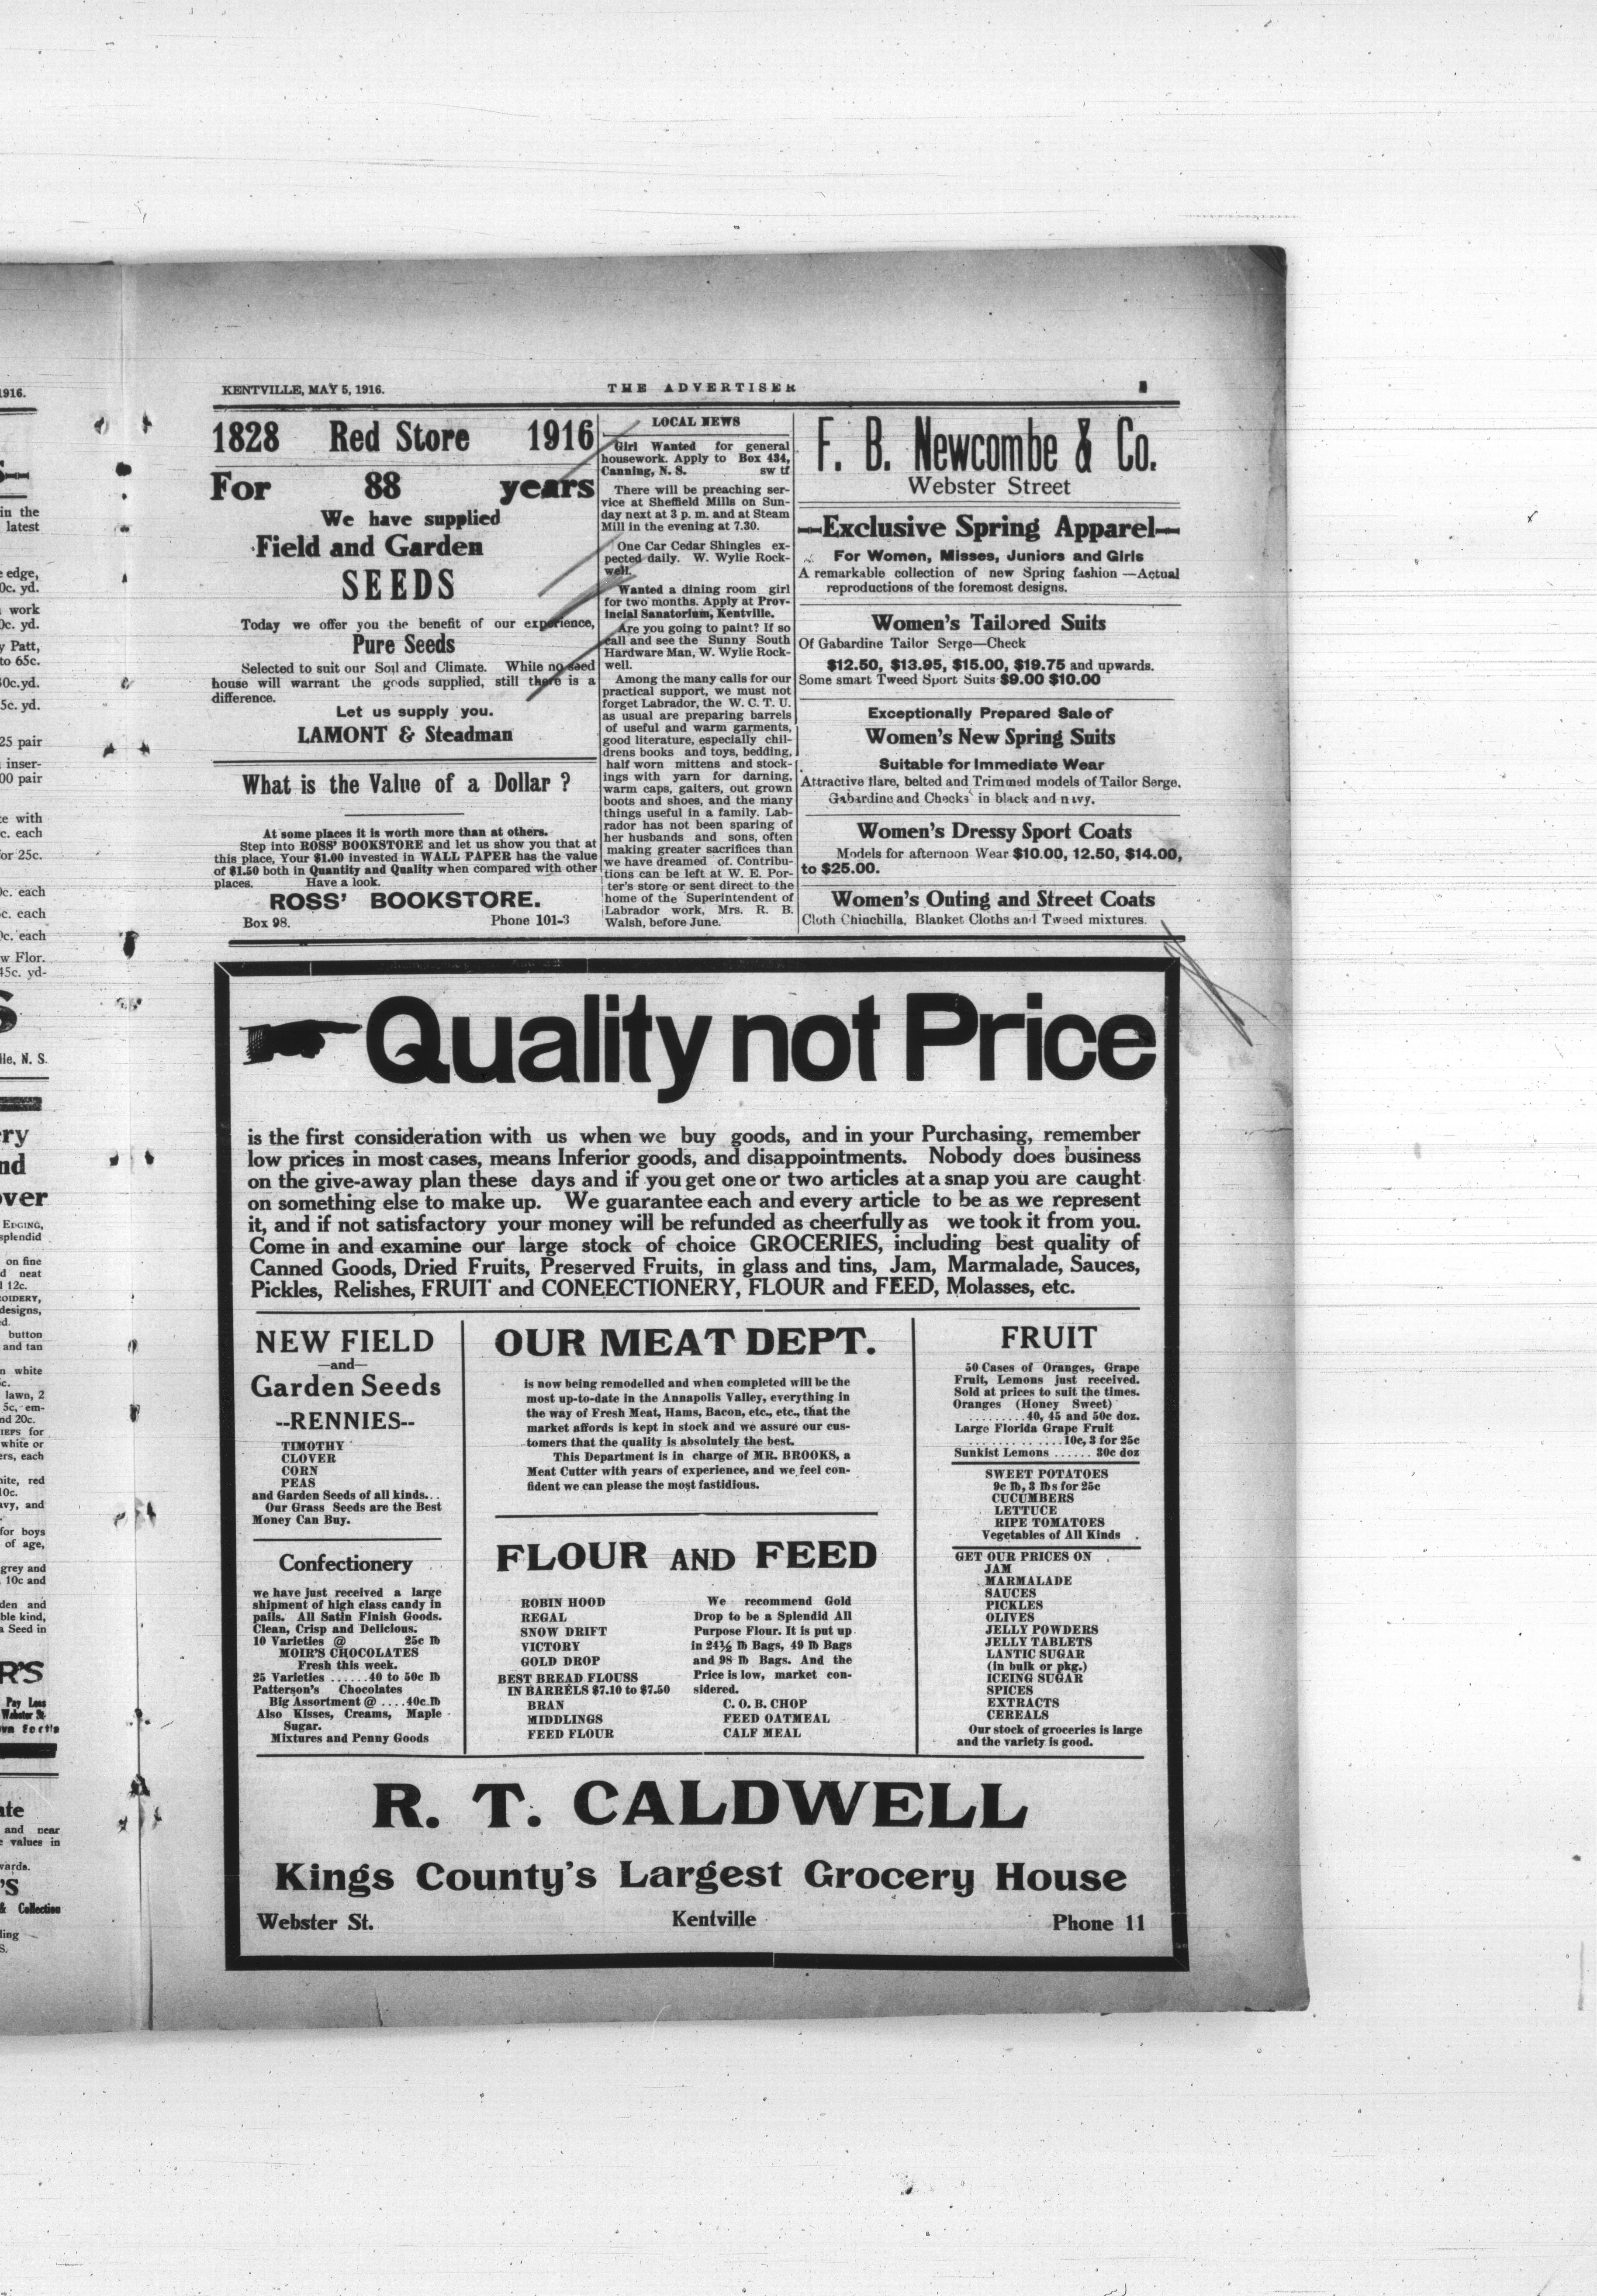 KENTVILLE, MAY 5, 1916.
THE ADVERTISER
1828 Red Store 1916
For 88 years
We have supplied
Field and Garden
SEEDS
Today we offer you the benefit of our experience,
Pure Seeds
Selected to suit our Soil and Climate. While no seed
house will warrant the goods supplied, still there is a
difference.
Let us supply you.
LAMONT & Steadman
What is the Value of a Dollar ?
At some places it is worth more than at others.
Step into ROSS' BOOKSTORE and let us show you that at
this place, Your $1.00 invested in WALL PAPER has the value
of $1.50 both in Quantity and Quality when compared with other
places. Have a look.
ROSS' BOOKSTORE.
Box 98. Phone 101-3
LOCAL NEWS
Girl Wanted for general
housework. Apply to Box 434,
Canning, N. S. sw tf
There will be preaching ser-
vice at Sheffield Mills on Sun-
day next at 3 p. m. and at Steam
Mill in the evening at 7.30.
One Car Cedar Shingles ex-
pected daily. W. Wylie Rock-
well.
Wanted a dining room girl
for two months. Apply at Prov-
incial Sanatorium, Kentville.
Are you going to paint? If so
call and see the Sunny South
Hardware Man, W. Wylie Rock-
well.
Among the many calls for our
practical support, we must not
forget Labrador, the W. C. T. U.
as usual are preparing barrels
of useful and warm garments,
good literature, especially chil-
drens books and toys, bedding,
half worn mittens and stock-
ings with yarn for darning,
warm caps, gaiters, out grown
boots and shoes, and the many
things useful in a family. Lab-
rador has not been sparing of
her husbands and sons, often
making greater sacrifices than
we have dreamed of. Contribu-
tions can be left at W. E. Por-
ter's store or sent direct to the
home of the Superintendent of
Labrador work, Mrs. R. B.
Walsh, before June.
F. B. Newcombe & Co.
Webster Street
Exclusive Spring Apparel
For Women, Misses, Juniors and Girls
A remarkable collection of new Spring fashion —Actual
reproductions of the foremost designs.
Women's Tailored Suits
Of Gabardine Tailor Serge—Check
$12.50, $13.95, $15.00, $19.75 and upwards.
Some smart Tweed Sport Suits $9.00 $10.00
Exceptionally Prepared Sale of
Women's New Spring Suits
Suitable for Immediate Wear
Attractive flare, belted and Trimmed models of Tailor Serge,
Gabardine and Checks in black and navy.
Women's Dressy Sport Coats
Models for afternoon Wear $10.00, 12.50, $14.00,
to $25.00.
Women's Outing and Street Coats
Cloth Chinchilla, Blanket Cloths and Tweed mixtures.
Quality not Price
is the first consideration with us when we buy goods, and in your Purchasing, remember
low prices in most cases, means Inferior goods, and disappointments. Nobody does business
on the give-away plan these days and if you get one or two articles at a snap you are caught
on something else to make up. We guarantee each and every article to be as we represent
it, and if not satisfactory your money will be refunded as cheerfully as we took it from you.
Come in and examine our large stock of choice GROCERIES, including best quality of
Canned Goods, Dried Fruits, Preserved Fruits, in glass and tins, Jam, Marmalade, Sauces,
Pickles, Relishes, FRUIT and CONEECTIONERY, FLOUR and FEED, Molasses, etc.
NEW FIELD
—and—
Garden Seeds
--RENNIES--
TIMOTHY
CLOVER
CORN
PEAS
and Garden Seeds of all kinds...
Our Grass Seeds are the Best
Money Can Buy.
Confectionery
we have just received a large
shipment of high class candy in
pails. All Satin Finish Goods.
Clean, Crisp and Delicious.
10 Varieties @ 25c lb
MOIR'S CHOCOLATES
Fresh this week.
25 Varieties ......40 to 50c lb
Patterson's Chocolates
Big Assortment @ ....40c.lb
Also Kisses, Creams, Maple
Sugar.
Mixtures and Penny Goods
OUR MEAT DEPT.
is now being remodelled and when completed will be the
most up-to-date in the Annapolis Valley, everything in
the way of Fresh Meat, Hams, Bacon, etc., etc., that the
market affords is kept in stock and we assure our cus-
tomers that the quality is absolutely the best.
This Department is in charge of MR. BROOKS, a
Meat Cutter with years of experience, and we feel con-
fident we can please the most fastidious.
FLOUR AND FEED
ROBIN HOOD
REGAL
SNOW DRIFT
VICTORY
GOLD DROP
BEST BREAD FLOUSS
IN BARRELS $7.10 to $7.50
BRAN
MIDDLINGS
FEED FLOUR
We recommend Gold
Drop to be a Splendid All
Purpose Flour. It is put up
in 24½ lb Bags, 49 lb Bags
and 98 lb Bags. And the
Price is low, market con-
sidered.
C. O. B. CHOP
FEED OATMEAL
CALF MEAL
FRUIT
50 Cases of Oranges, Grape
Fruit, Lemons just received.
Sold at prices to suit the times.
Oranges (Honey Sweet)
.........40, 45 and 50c doz.
Large Florida Grape Fruit
..............10c, 3 for 25c
Sunkist Lemons ...... 30c doz
SWEET POTATOES
9c lb, 3 lbs for 25c
CUCUMBERS
LETTUCE
RIPE TOMATOES
Vegetables of All Kinds
GET OUR PRICES ON
JAM
MARMALADE
SAUCES
PICKLES
OLIVES
JELLY POWDERS
JELLY TABLETS
LANTIC SUGAR
(in bulk or pkg.)
ICEING SUGAR
SPICES
EXTRACTS
CEREALS
Our stock of groceries is large
and the variety is good.
R. T. CALDWELL
Kings County's Largest Grocery House
Webster St. Kentville Phone 11